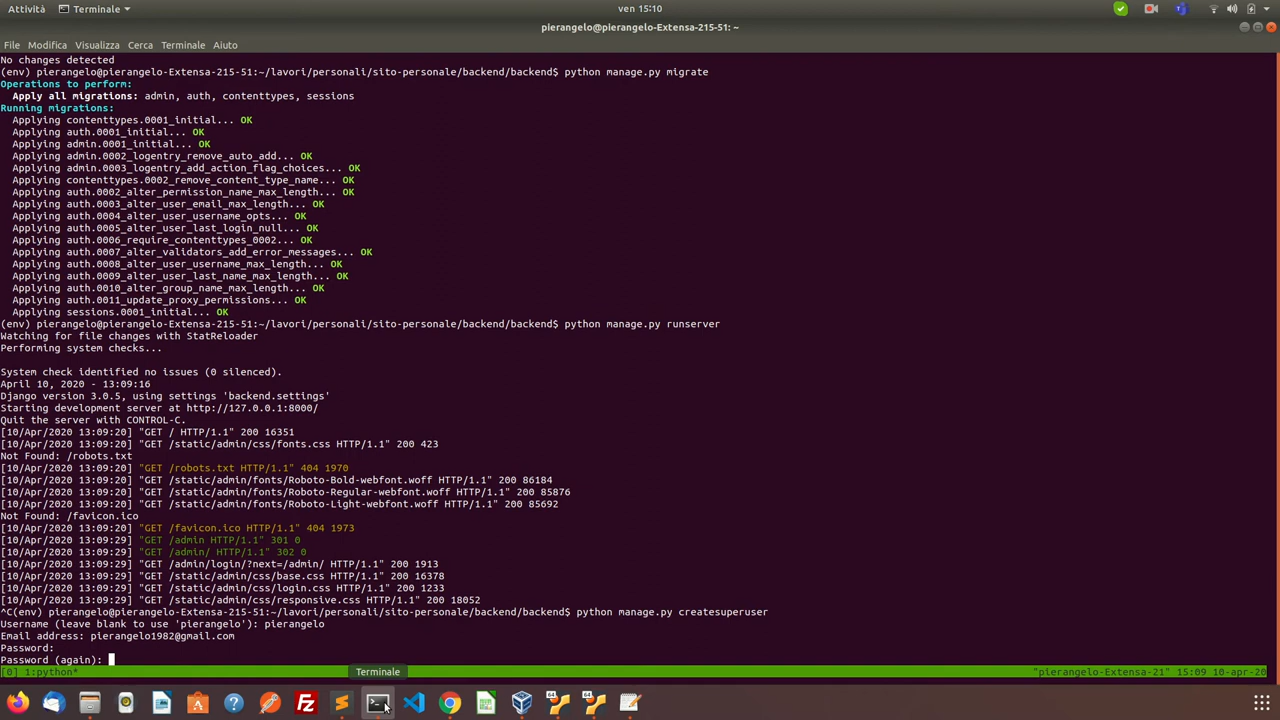 Attività
Terminale
ven 15:10
pierangelo@pierangelo-Extensa-215-51: ~
File Modifica Visualizza Cerca Terminale Aiuto
No changes detected
(env) pierangelo@pierangelo-Extensa-215-51:~/lavori/personali/sito-personale/backend/backend$ python manage.py migrate
Operations to perform:
  Apply all migrations: admin, auth, contenttypes, sessions
Running migrations:
  Applying contenttypes.0001_initial... OK
  Applying auth.0001_initial... OK
  Applying admin.0001_initial... OK
  Applying admin.0002_logentry_remove_auto_add... OK
  Applying admin.0003_logentry_add_action_flag_choices... OK
  Applying contenttypes.0002_remove_content_type_name... OK
  Applying auth.0002_alter_permission_name_max_length... OK
  Applying auth.0003_alter_user_email_max_length... OK
  Applying auth.0004_alter_user_username_opts... OK
  Applying auth.0005_alter_user_last_login_null... OK
  Applying auth.0006_require_contenttypes_0002... OK
  Applying auth.0007_alter_validators_add_error_messages... OK
  Applying auth.0008_alter_user_username_max_length... OK
  Applying auth.0009_alter_user_last_name_max_length... OK
  Applying auth.0010_alter_group_name_max_length... OK
  Applying auth.0011_update_proxy_permissions... OK
  Applying sessions.0001_initial... OK
(env) pierangelo@pierangelo-Extensa-215-51:~/lavori/personali/sito-personale/backend/backend$ python manage.py runserver
Watching for file changes with StatReloader
Performing system checks...
System check identified no issues (0 silenced).
April 10, 2020 - 13:09:16
Django version 3.0.5, using settings 'backend.settings'
Starting development server at http://127.0.0.1:8000/
Quit the server with CONTROL-C.
[10/Apr/2020 13:09:20] "GET / HTTP/1.1" 200 16351
[10/Apr/2020 13:09:20] "GET /static/admin/css/fonts.css HTTP/1.1" 200 423
Not Found: /robots.txt
[10/Apr/2020 13:09:20] "GET /robots.txt HTTP/1.1" 404 1970
[10/Apr/2020 13:09:20] "GET /static/admin/fonts/Roboto-Bold-webfont.woff HTTP/1.1" 200 86184
[10/Apr/2020 13:09:20] "GET /static/admin/fonts/Roboto-Regular-webfont.woff HTTP/1.1" 200 85876
[10/Apr/2020 13:09:20] "GET /static/admin/fonts/Roboto-Light-webfont.woff HTTP/1.1" 200 85692
Not Found: /favicon.ico
[10/Apr/2020 13:09:20] "GET /favicon.ico HTTP/1.1" 404 1973
[10/Apr/2020 13:09:29] "GET /admin HTTP/1.1" 301 0
[10/Apr/2020 13:09:29] "GET /admin/ HTTP/1.1" 302 0
[10/Apr/2020 13:09:29] "GET /admin/login/?next=/admin/ HTTP/1.1" 200 1913
[10/Apr/2020 13:09:29] "GET /static/admin/css/base.css HTTP/1.1" 200 16378
[10/Apr/2020 13:09:29] "GET /static/admin/css/login.css HTTP/1.1" 200 1233
[10/Apr/2020 13:09:29] "GET /static/admin/css/responsive.css HTTP/1.1" 200 18052
^C(env) pierangelo@pierangelo-Extensa-215-51:~/lavori/personali/sito-personale/backend/backend$ python manage.py createsuperuser
Username (leave blank to use 'pierangelo'): pierangelo
Email address: pierangelo1982@gmail.com
Password:
Password (again):
[0] 1:python*
Terminale
"pierangelo-Extensa-21" 15:09 10-apr-20